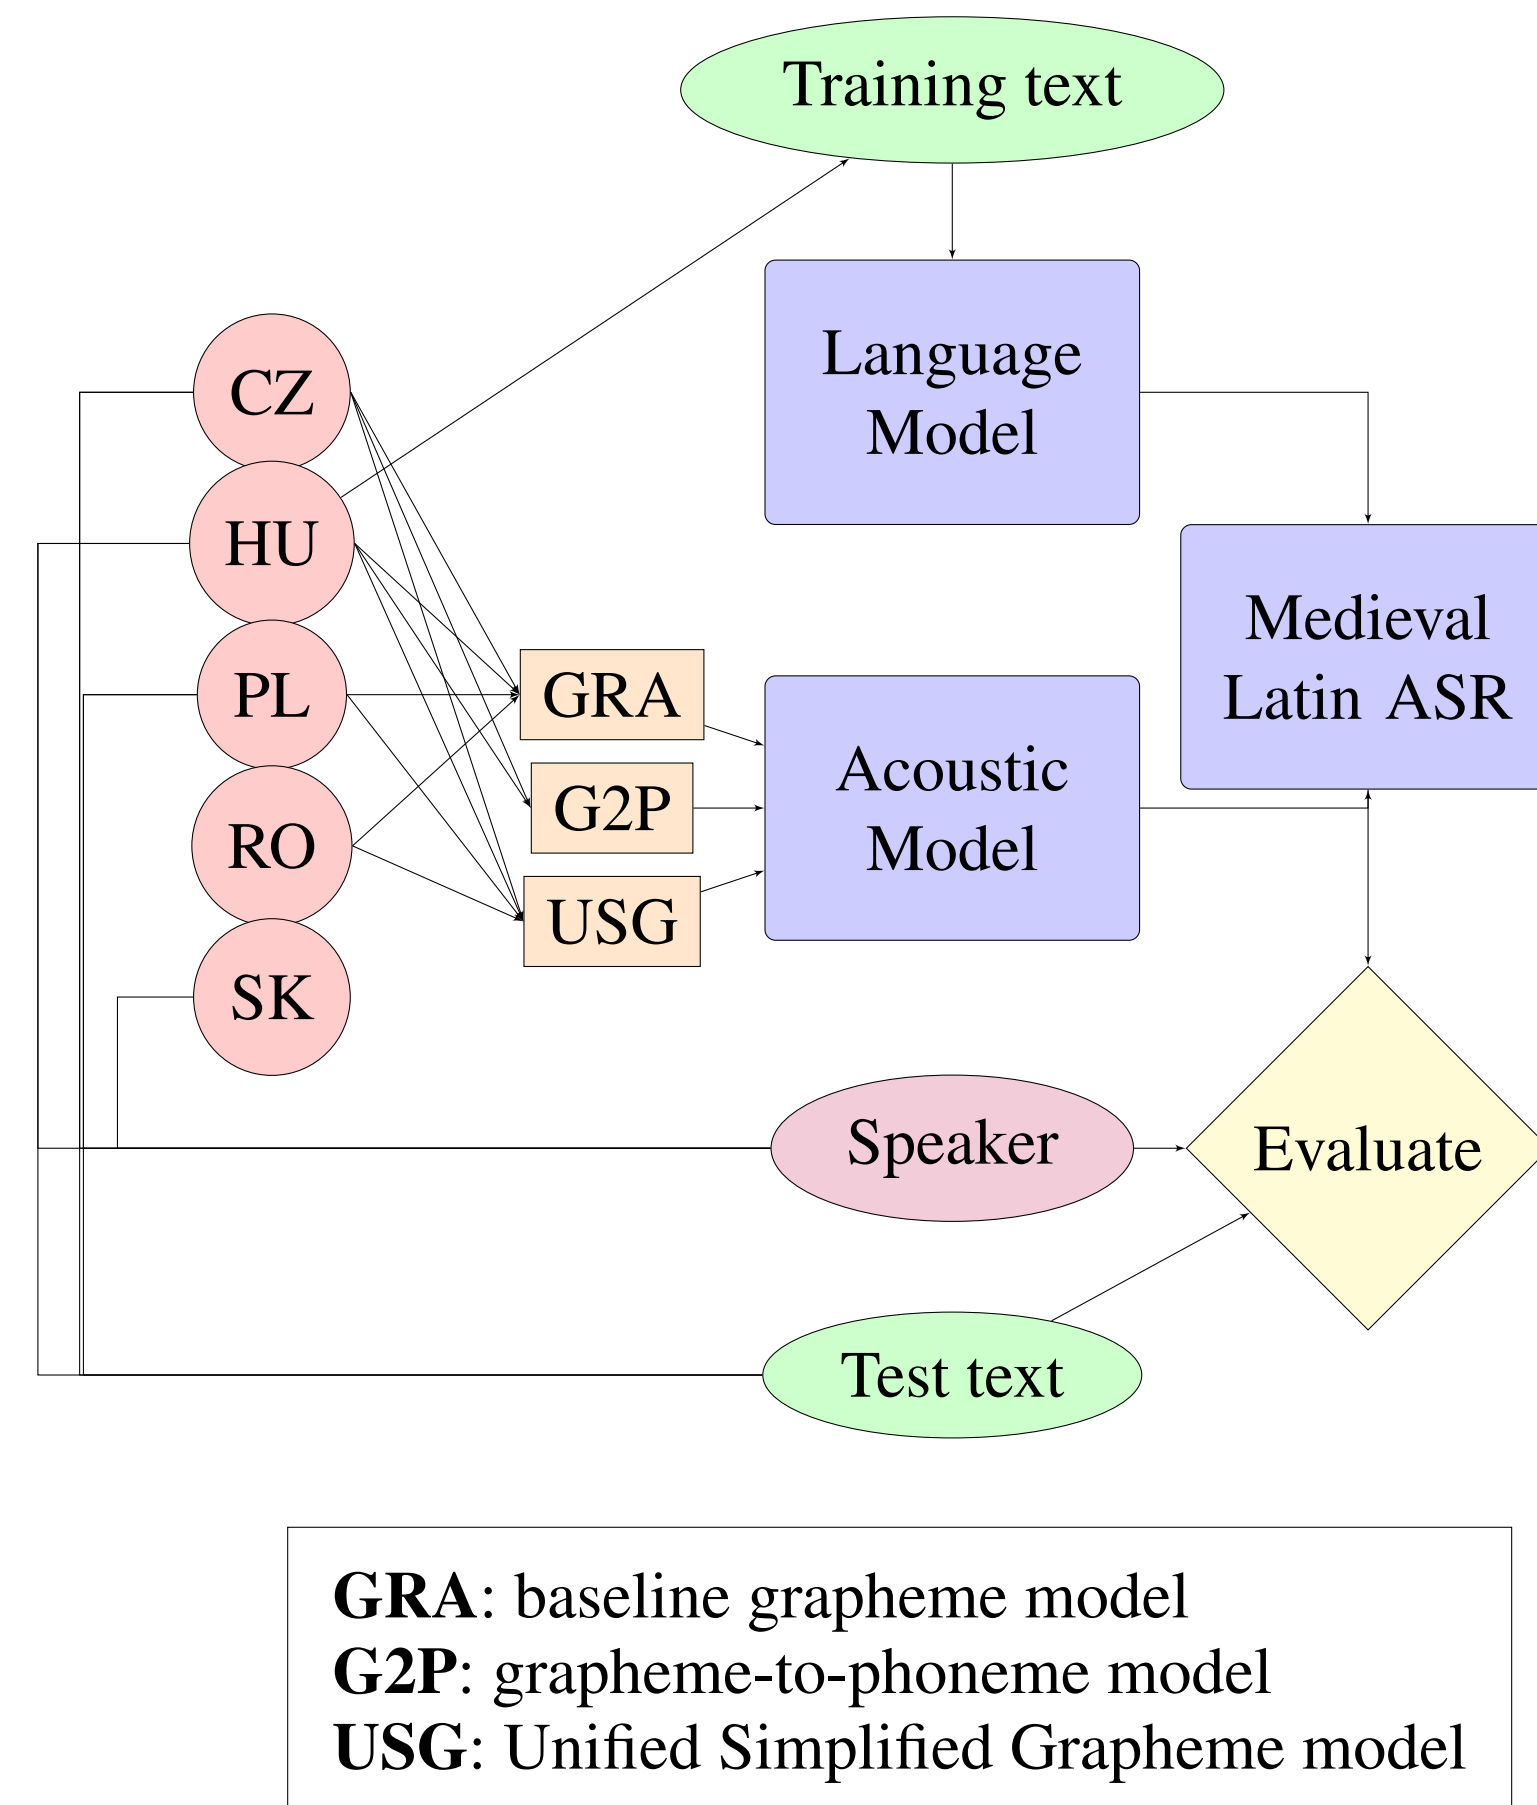 Training text
Language
Model
CZ
HU
PL
RO
SK
GRA
G2P
USG
Acoustic
Model
Medieval
Latin ASR
Speaker
Evaluate
Test text
GRA: baseline grapheme model
G2P: grapheme-to-phoneme model
USG: Unified Simplified Grapheme model